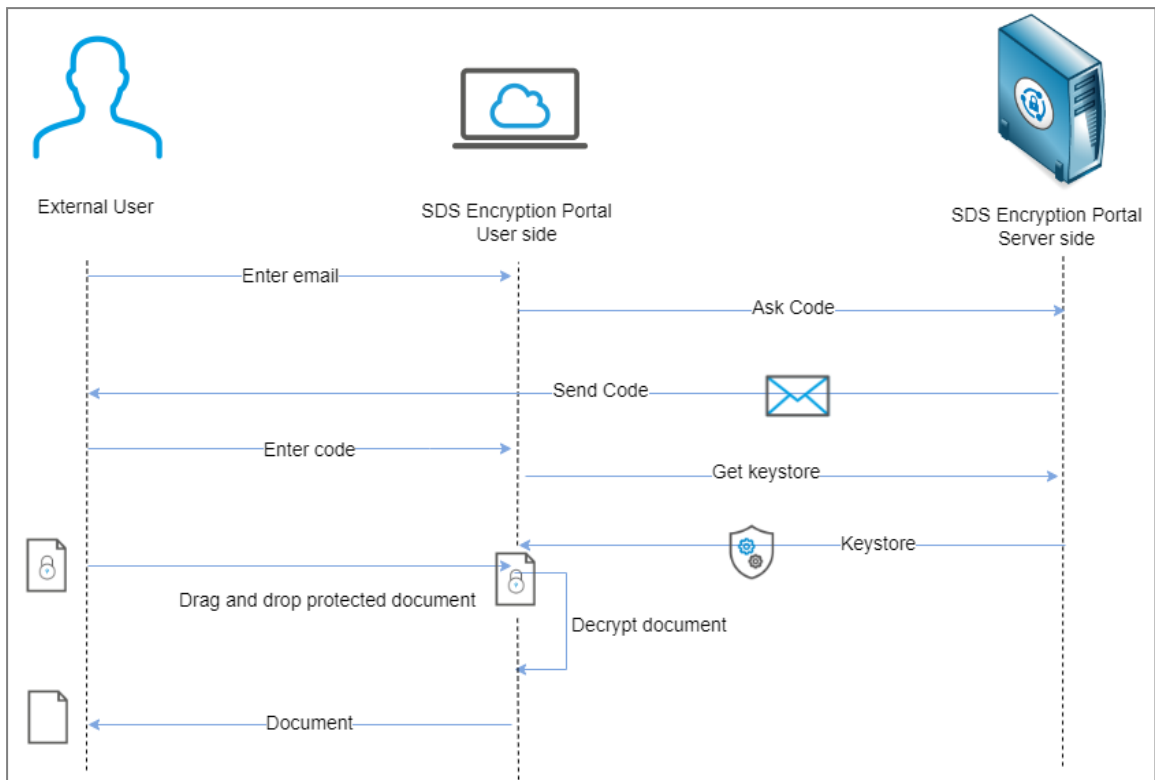 External User
SDS Encryption Portal
User side
SDS Encryption Portal
Server side
Enter email
Ask Code
Send Code
Enter code
Get keystore
Keystore
Drag and drop protected document
Decrypt document
Document